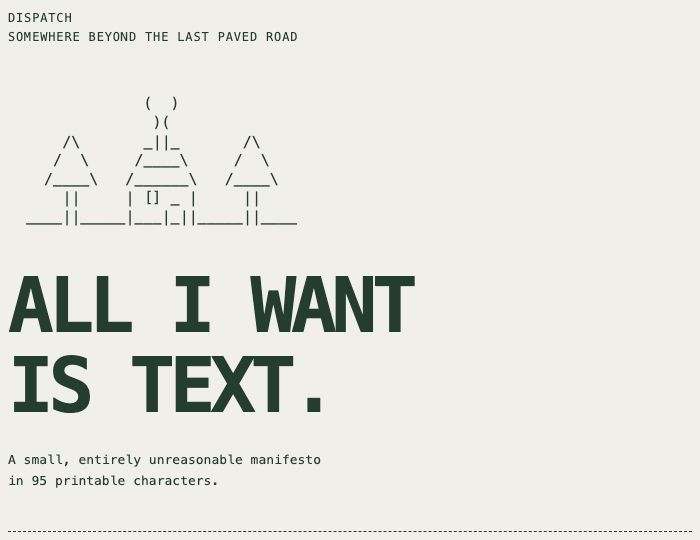 DISPATCH
SOMEWHERE BEYOND THE LAST PAVED ROAD
ALL I WANT
IS TEXT.
A small, entirely unreasonable manifesto
in 95 printable characters.